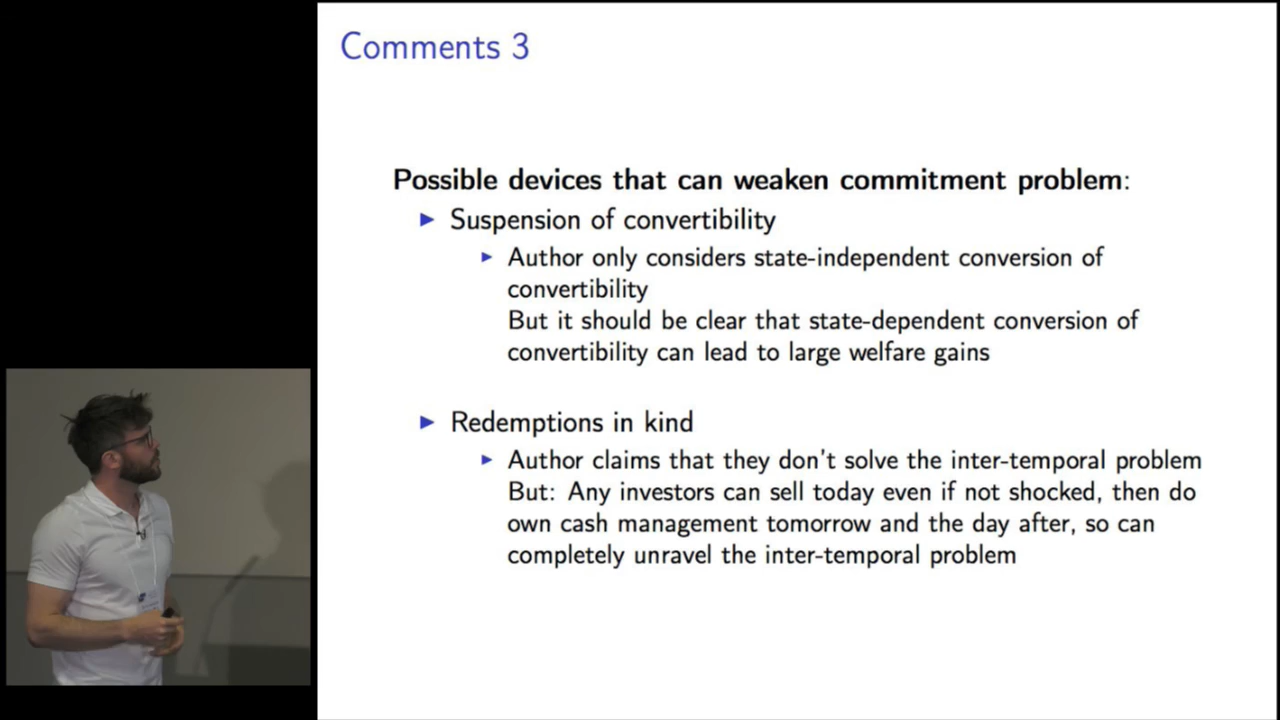 Comments 3
Possible devices that can weaken commitment problem:
Suspension of convertibility
Author only considers state-independent conversion of
convertibility
But it should be clear that state-dependent conversion of
convertibility can lead to large welfare gains
Redemptions in kind
Author claims that they don't solve the inter-temporal problem
But: Any investors can sell today even if not shocked, then do
own cash management tomorrow and the day after, so can
completely unravel the inter-temporal problem